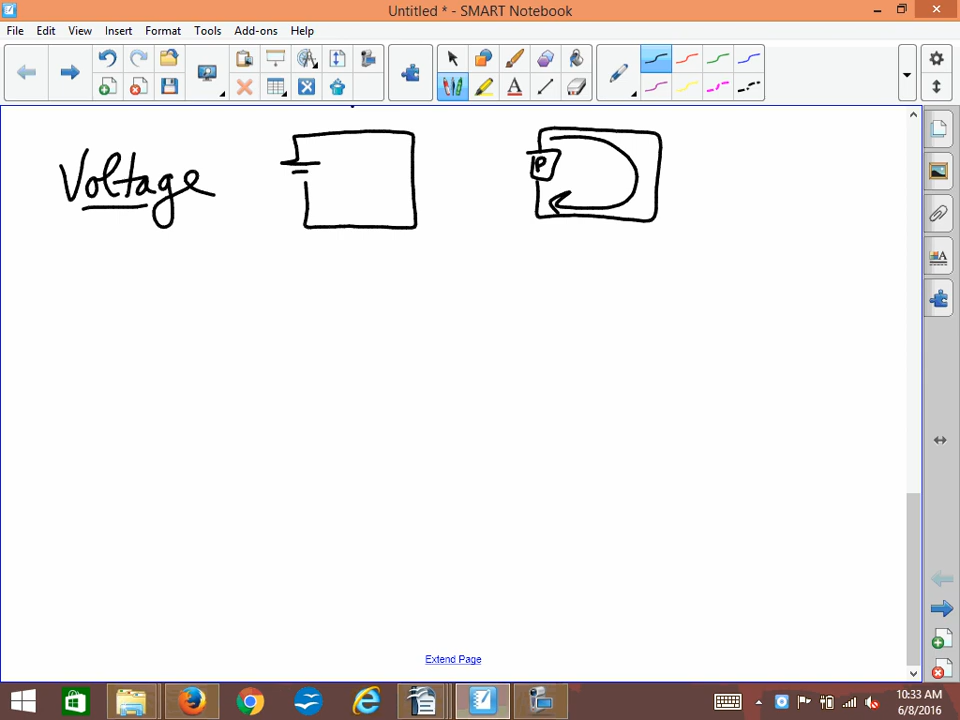 Untitled * - SMART Notebook
File Edit View Insert Format Tools Add-ons Help
Voltage
P
Extend Page
10:33 AM
6/8/2016